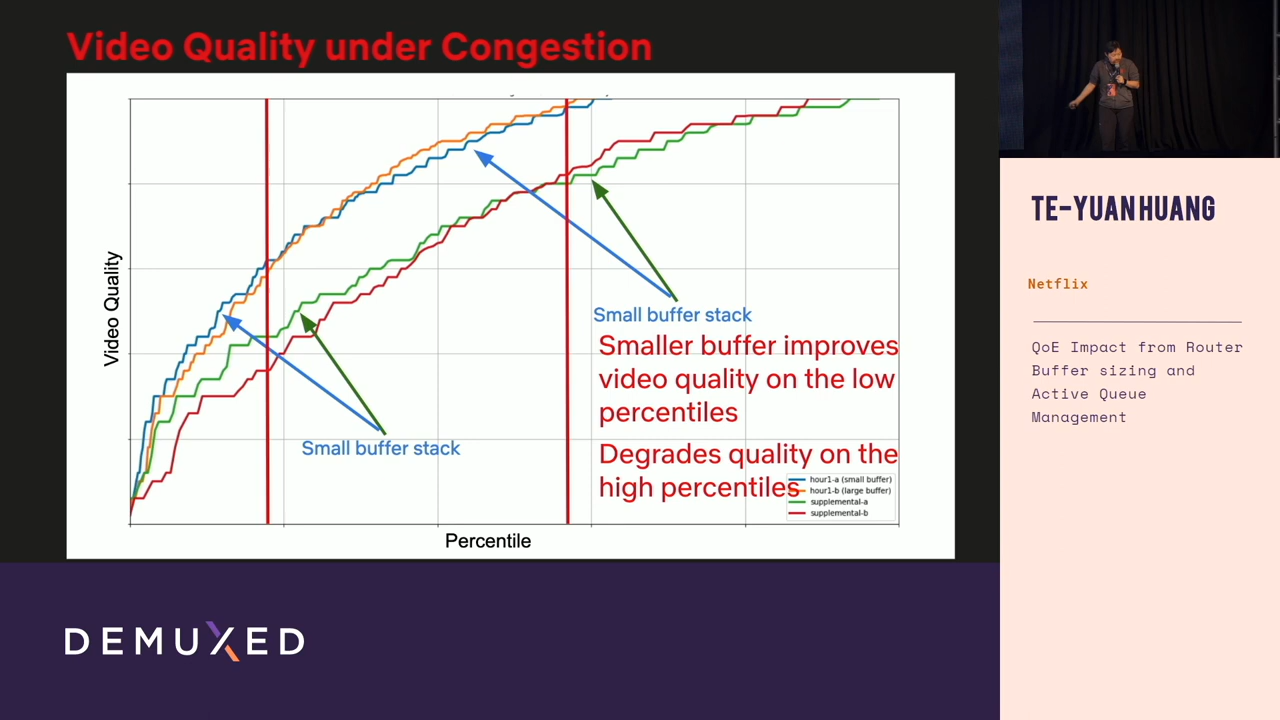 Video Quality under Congestion
Video Quality
Small buffer stack
Smaller buffer improves
video quality on the low
percentiles
Small buffer stack
Degrades quality on the
high percentiles
hour1-a (small buffer)
hour1-b (large buffer)
supplemental-a
supplemental-b
Percentile
DEMUXED
TE-YUAN HUANG
Netflix
QoE Impact from Router
Buffer sizing and
Active Queue
Management